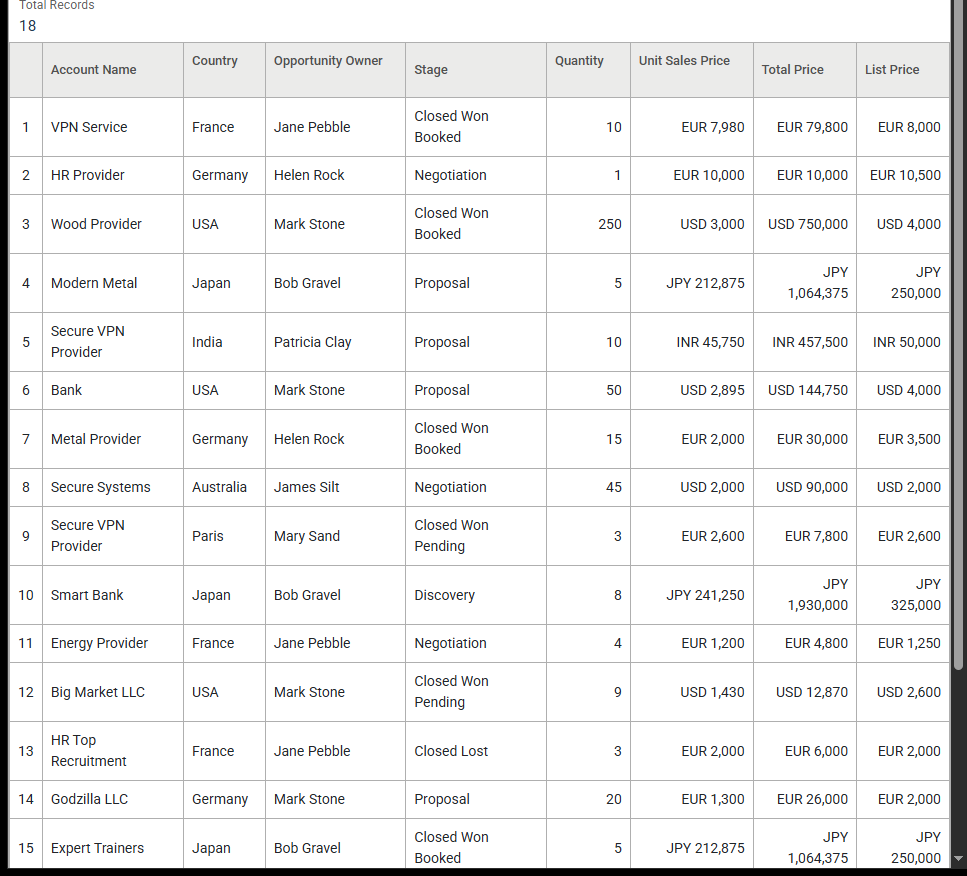 Total Records
18
Account Name Country Opportunity Owner Stage Quantity Unit Sales Price Total Price List Price
1 VPN Service France Jane Pebble Closed Won Booked 10 EUR 7,980 EUR 79,800 EUR 8,000
2 HR Provider Germany Helen Rock Negotiation 1 EUR 10,000 EUR 10,000 EUR 10,500
3 Wood Provider USA Mark Stone Closed Won Booked 250 USD 3,000 USD 750,000 USD 4,000
4 Modern Metal Japan Bob Gravel Proposal 5 JPY 212,875 JPY 1,064,375 JPY 250,000
5 Secure VPN Provider India Patricia Clay Proposal 10 INR 45,750 INR 457,500 INR 50,000
6 Bank USA Mark Stone Proposal 50 USD 2,895 USD 144,750 USD 4,000
7 Metal Provider Germany Helen Rock Closed Won Booked 15 EUR 2,000 EUR 30,000 EUR 3,500
8 Secure Systems Australia James Silt Negotiation 45 USD 2,000 USD 90,000 USD 2,000
9 Secure VPN Provider Paris Mary Sand Closed Won Pending 3 EUR 2,600 EUR 7,800 EUR 2,600
10 Smart Bank Japan Bob Gravel Discovery 8 JPY 241,250 JPY 1,930,000 JPY 325,000
11 Energy Provider France Jane Pebble Negotiation 4 EUR 1,200 EUR 4,800 EUR 1,250
12 Big Market LLC USA Mark Stone Closed Won Pending 9 USD 1,430 USD 12,870 USD 2,600
13 HR Top Recruitment France Jane Pebble Closed Lost 3 EUR 2,000 EUR 6,000 EUR 2,000
14 Godzilla LLC Germany Mark Stone Proposal 20 EUR 1,300 EUR 26,000 EUR 2,000
15 Expert Trainers Japan Bob Gravel Closed Won Booked 5 JPY 212,875 JPY 1,064,375 JPY 250,000